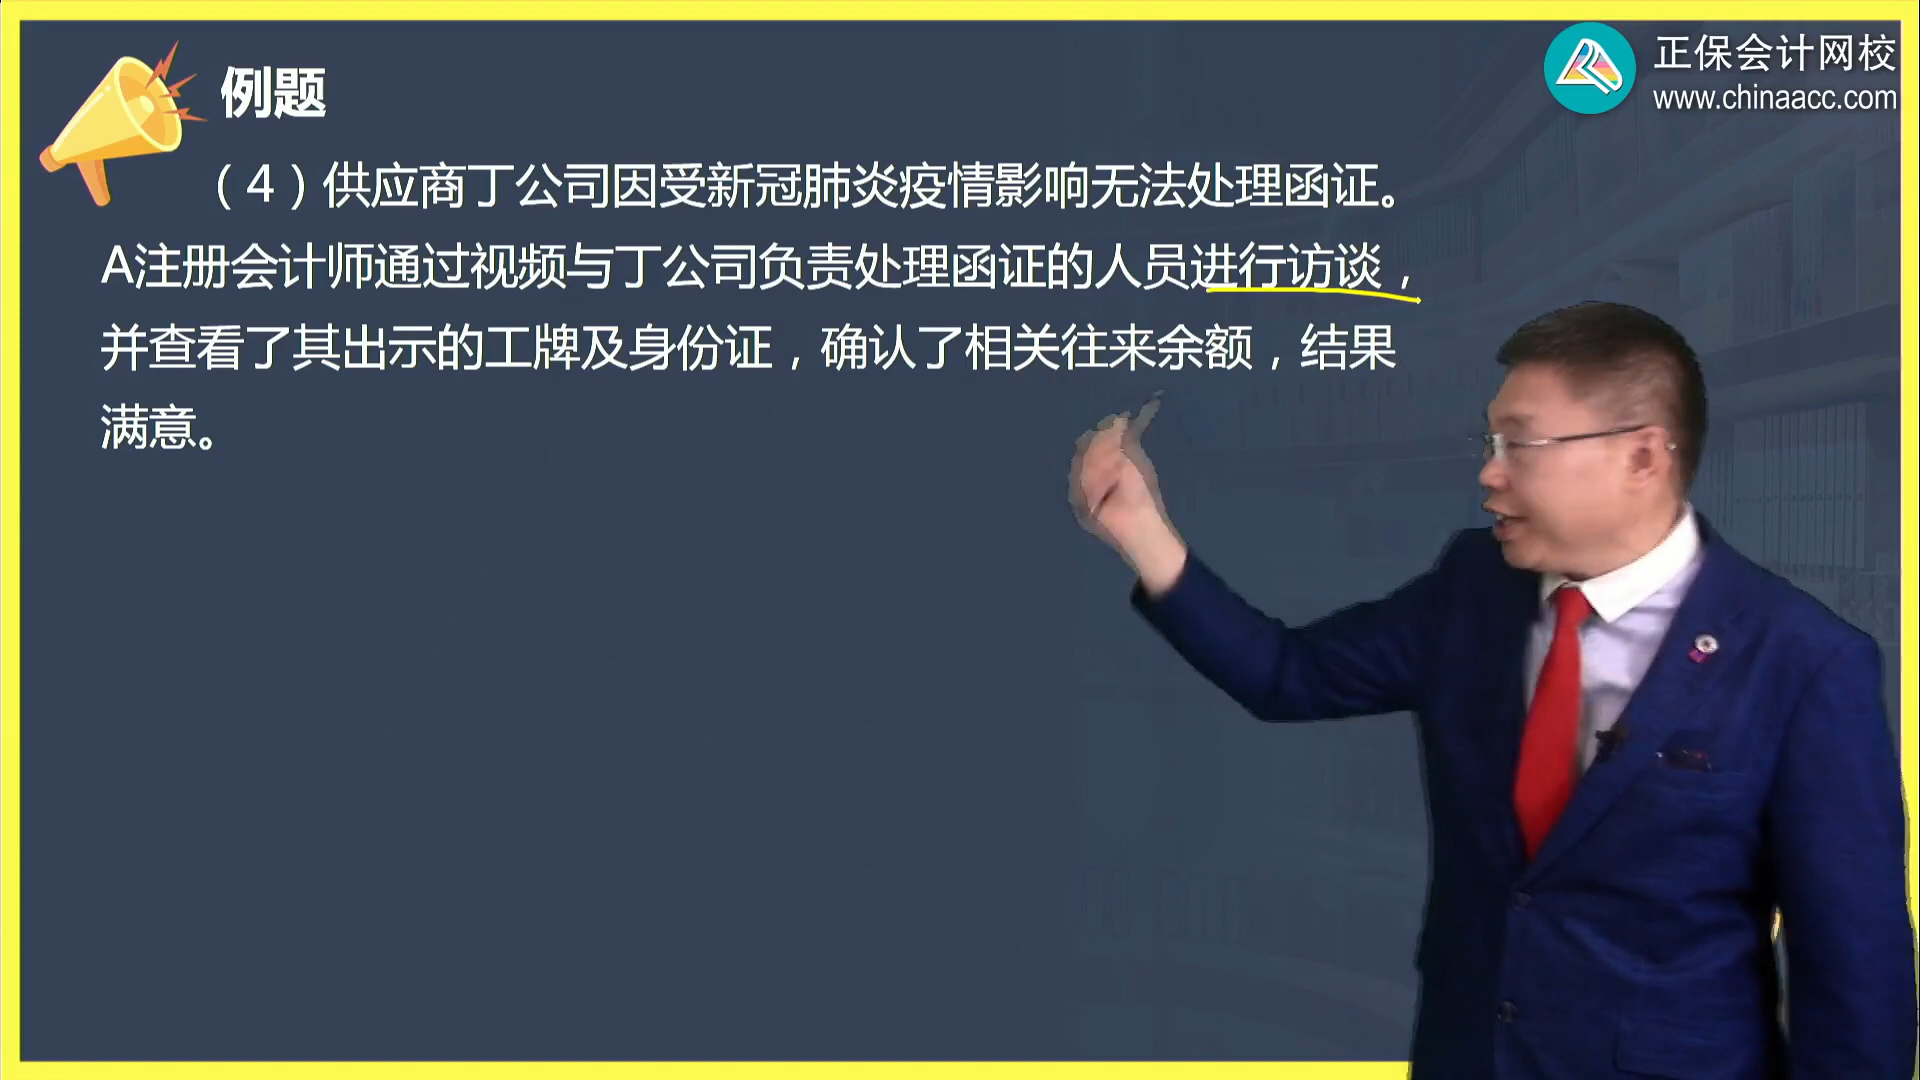 正保会计网校
www.chinaacc.com
例题
（4）供应商丁公司因受新冠肺炎疫情影响无法处理函证。
A注册会计师通过视频与丁公司负责处理函证的人员进行访谈，
并查看了其出示的工牌及身份证，确认了相关往来余额，结果
满意。